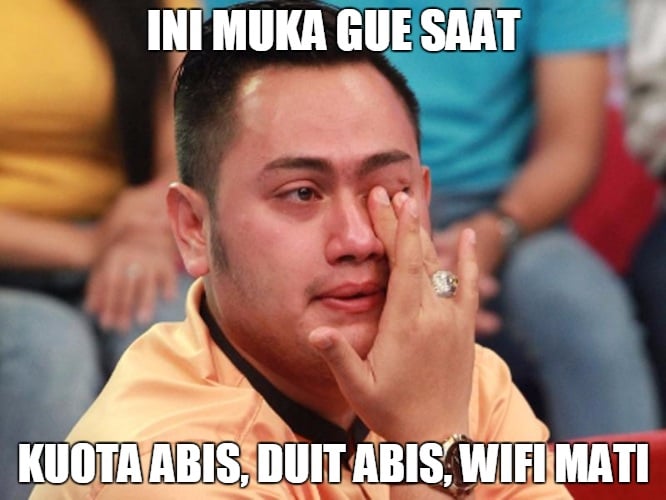 INI MUKA GUE SAAT
KUOTA ABIS, DUIT ABIS, WIFI MATI